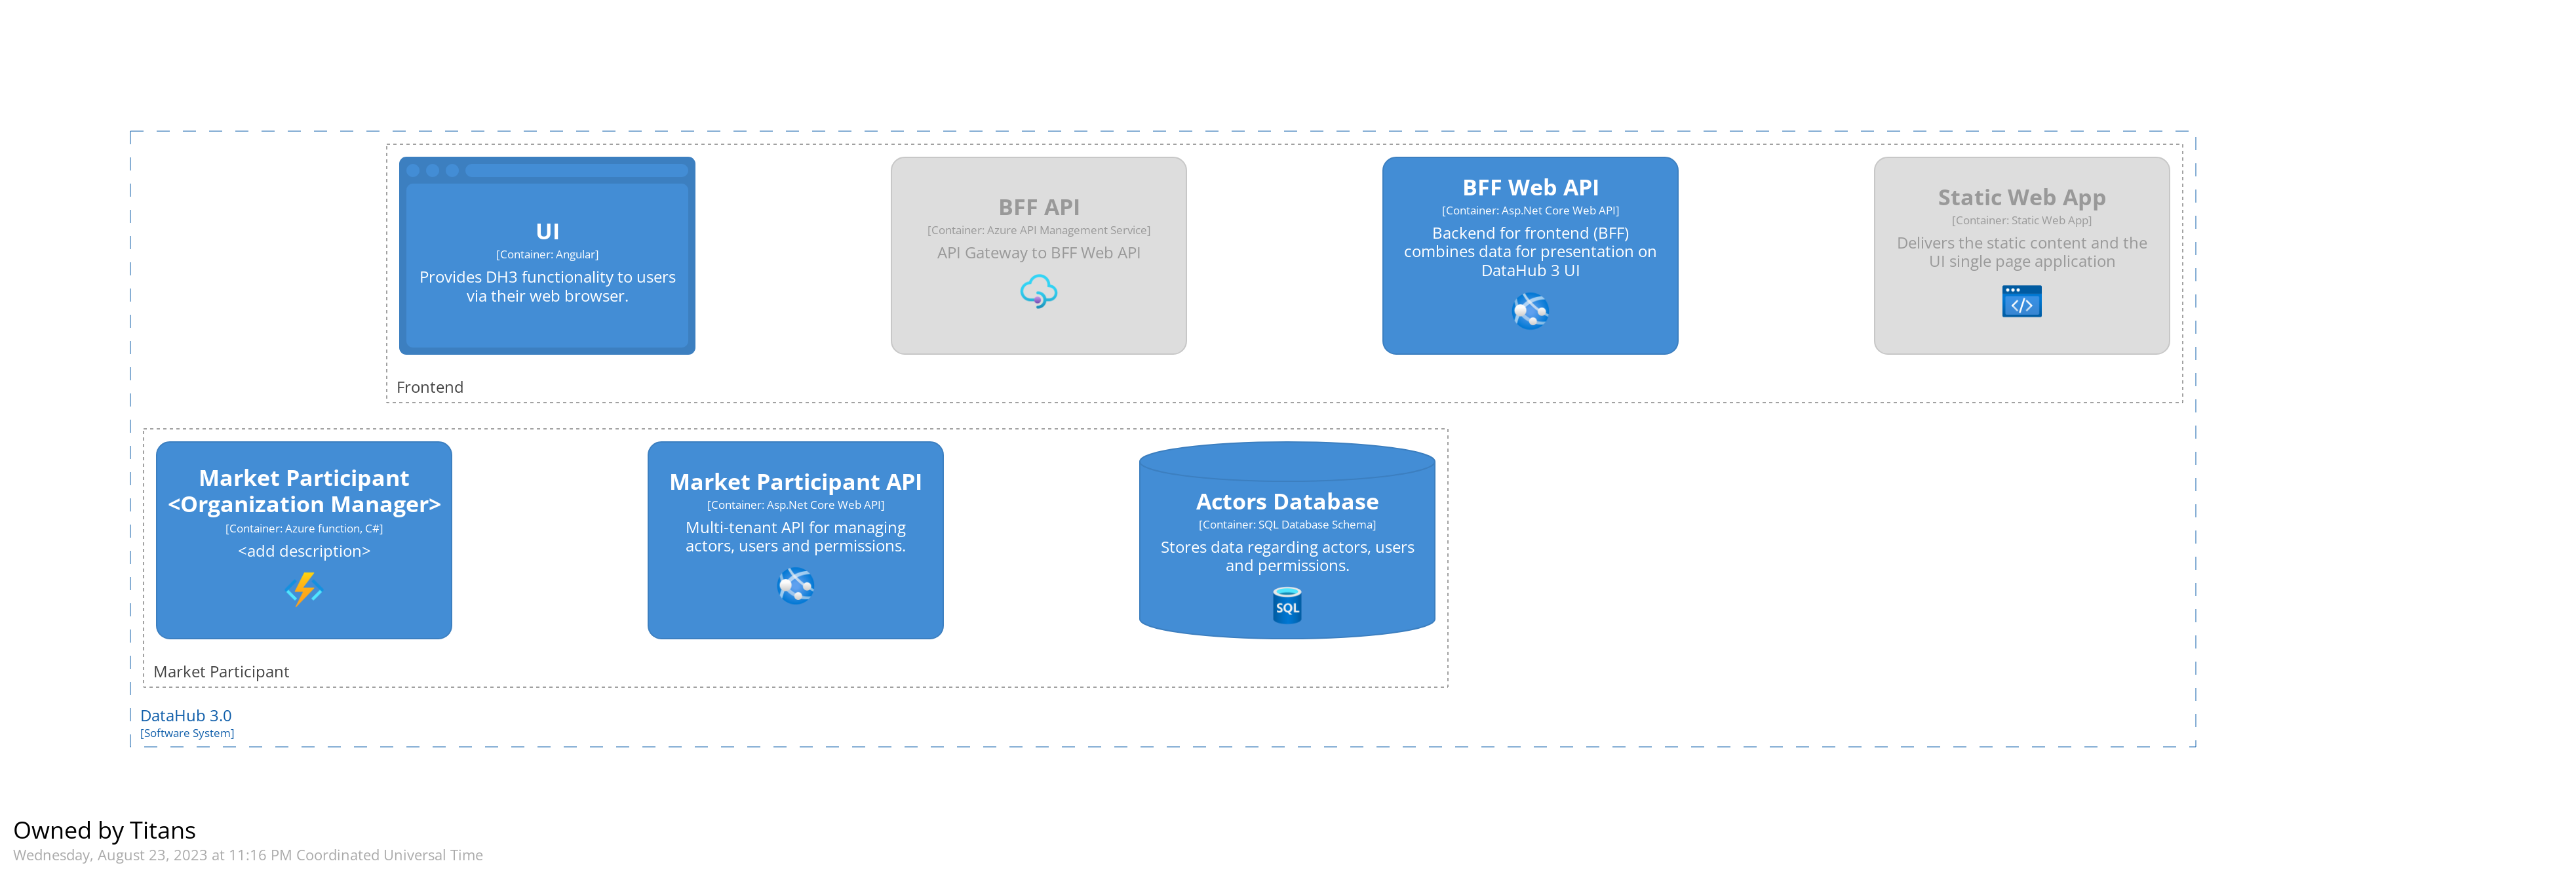 UI
[Container: Angular]
Provides DH3 functionality to users
via their web browser.
BFF API
[Container: Azure API Management Service]
API Gateway to BFF Web API
BFF Web API
[Container: Asp.Net Core Web API]
Backend for frontend (BFF)
combines data for presentation on
DataHub 3 UI
Static Web App
[Container: Static Web App]
Delivers the static content and the
UI single page application
Frontend
Market Participant
<Organization Manager>
[Container: Azure function, C#]
<add description>
Market Participant API
[Container: Asp.Net Core Web API]
Multi-tenant API for managing
actors, users and permissions.
Actors Database
[Container: SQL Database Schema]
Stores data regarding actors, users
and permissions.
SQL
Market Participant
DataHub 3.0
[Software System]
Owned by Titans
Wednesday, August 23, 2023 at 11:16 PM Coordinated Universal Time